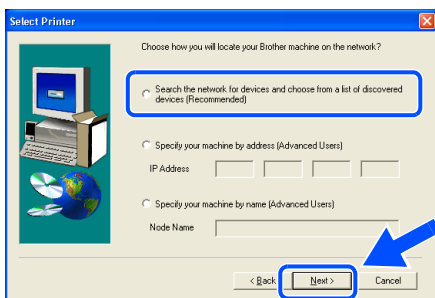 Select Printer
Choose how you will locate your Brother machine on the network?
Search the network for devices and choose from a list of discovered
devices (Recommended)
Specify your machine by address (Advanced Users)
IP Address
Specify your machine by name (Advanced Users)
Node Name
< Back
Next >
Cancel